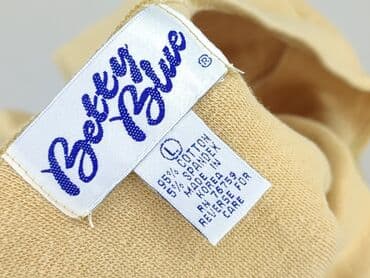 Betty
Blue ®
L
95% COTTON
5% SPANDEX
MADE IN
KOREA
RN 76759
REVERSE FOR
CARE